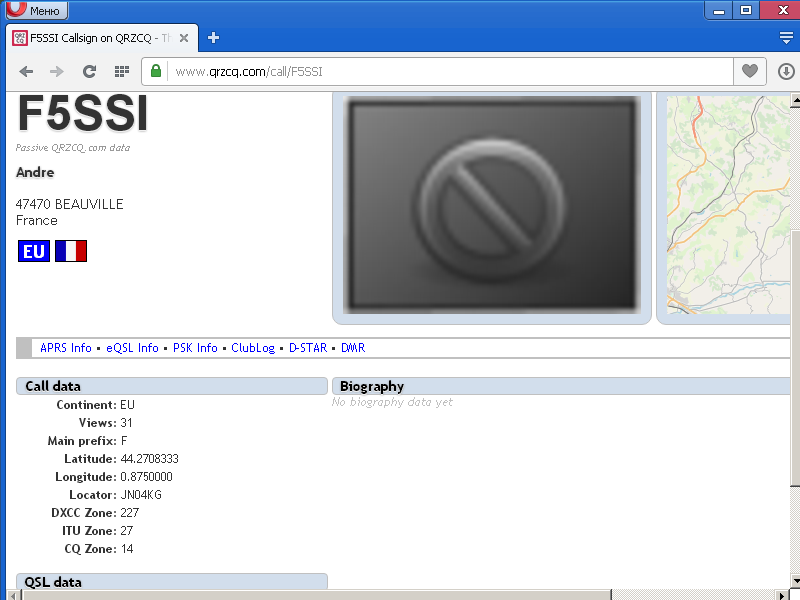 Меню
F5SSI Callsign on QRZCQ - Th
www.qrzcq.com/call/F5SSI
F5SSI
Passive QRZCQ.com data
Andre
47470 BEAUVILLE
France
EU
APRS Info • eQSL Info • PSK Info • ClubLog • D-STAR • DMR
Call data
Continent: EU
Views: 31
Main prefix: F
Latitude: 44.2708333
Longitude: 0.8750000
Locator: JN04KG
DXCC Zone: 227
ITU Zone: 27
CQ Zone: 14
QSL data
Biography
No biography data yet